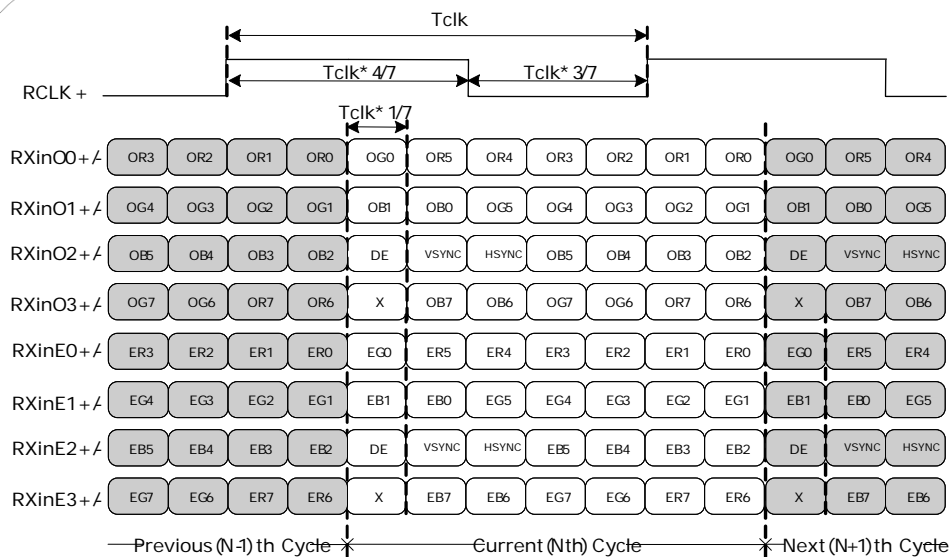 Tclk
Tclk* 4/7 Tclk* 3/7
RCLK +
Tclk* 1/7
RXinO0+/ OR3 OR2 OR1 OR0 OG0 OR5 OR4 OR3 OR2 OR1 OR0 OG0 OR5 OR4
RXinO1+/ OG4 OG3 OG2 OG1 OB1 OB0 OG5 OG4 OG3 OG2 OG1 OB1 OB0 OG5
RXinO2+/ OB5 OB4 OB3 OB2 DE VSYNC HSYNC OB5 OB4 OB3 OB2 DE VSYNC HSYNC
RXinO3+/ OG7 OG6 OR7 OR6 X OB7 OB6 OG7 OG6 OR7 OR6 X OB7 OB6
RXinE0+/ ER3 ER2 ER1 ER0 EG0 ER5 ER4 ER3 ER2 ER1 ER0 EG0 ER5 ER4
RXinE1+/ EG4 EG3 EG2 EG1 EB1 EB0 EG5 EG4 EG3 EG2 EG1 EB1 EB0 EG5
RXinE2+/ EB5 EB4 EB3 EB2 DE VSYNC HSYNC EB5 EB4 EB3 EB2 DE VSYNC HSYNC
RXinE3+/ EG7 EG6 ER7 ER6 X EB7 EB6 EG7 EG6 ER7 ER6 X EB7 EB6
Previous(N-1)th Cycle Current(Nth) Cycle Next(N+1)th Cycle